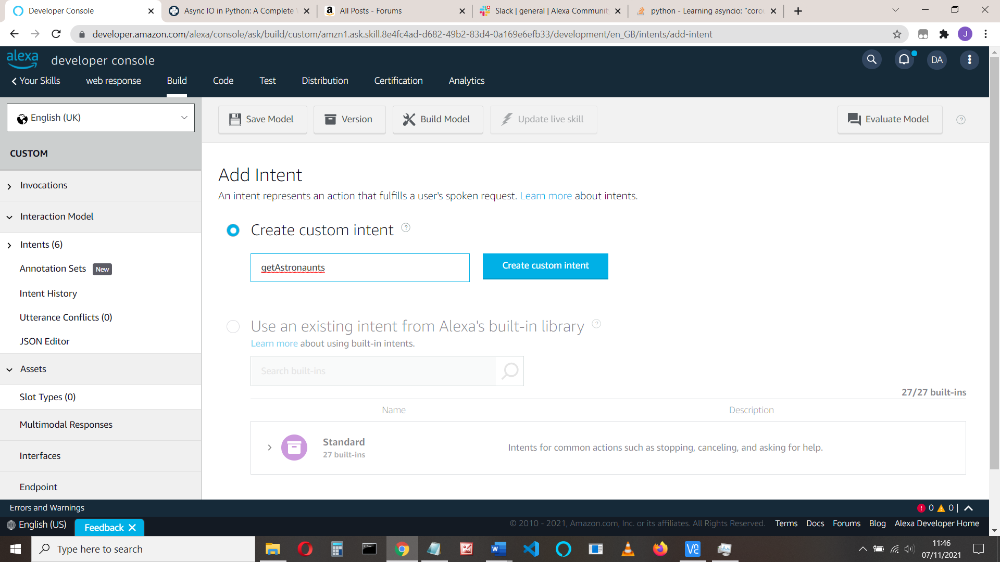 Developer Console
Async IO in Python: A Complete
All Posts - Forums
Slack | general | Alexa Community
python - Learning asyncio: "corou
developer.amazon.com/alexa/console/ask/build/custom/amzn1.ask.skill.8e4fc4ad-d682-49b2-83d4-0a169e6efb33/development/en_GB/intents/add-intent
J
alexa developer console
DA
Your Skills
web response
Build
Code
Test
Distribution
Certification
Analytics
English (UK)
Save Model
Version
Build Model
Update live skill
Evaluate Model
?
CUSTOM
Invocations
Interaction Model
Intents (6)
Annotation Sets New
Intent History
Utterance Conflicts (0)
JSON Editor
Assets
Slot Types (0)
Multimodal Responses
Interfaces
Endpoint
Add Intent
An intent represents an action that fulfills a user's spoken request. Learn more about intents.
Create custom intent ?
getAstronaunts
Create custom intent
Use an existing intent from Alexa's built-in library ?
Learn more about using built-in intents.
Search built-ins
27/27 built-ins
Name
Description
Standard
27 built-ins
Intents for common actions such as stopping, canceling, and asking for help.
Errors and Warnings
0
0
English (US)
Feedback
© 2010 - 2021, Amazon.com, Inc. or its affiliates. All Rights Reserved.
Terms
Docs
Forums
Blog
Alexa Developer Home
Type here to search
11:46
07/11/2021